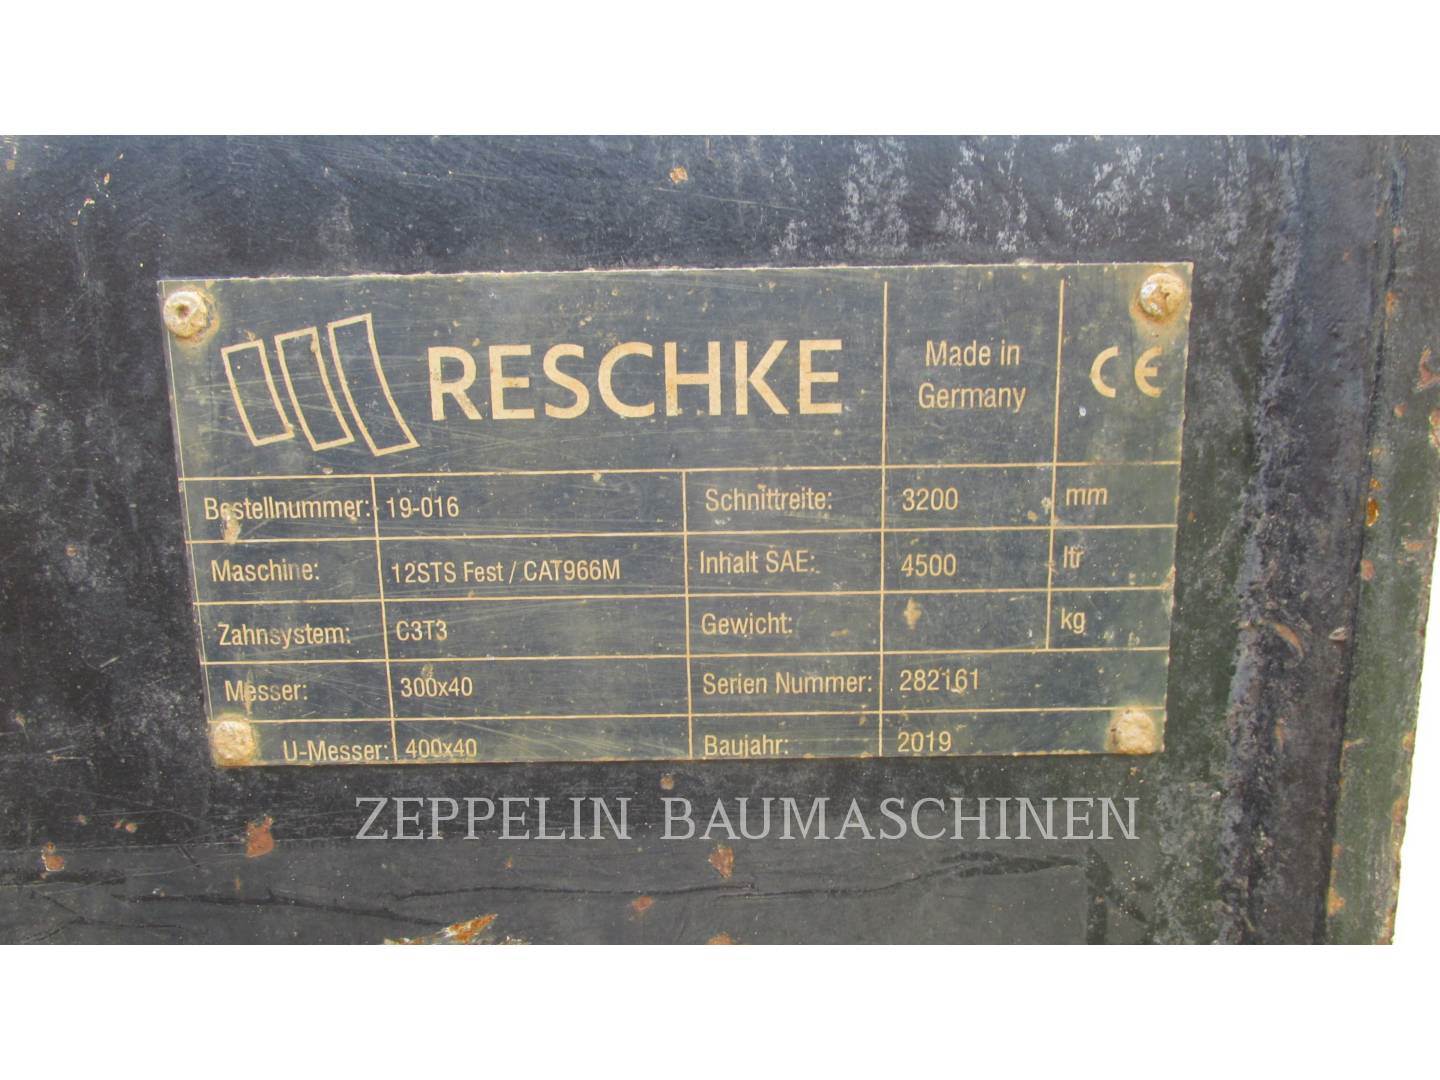 RESCHKE
Made in
Germany
CE
Bestellnummer: 19-016 Schnittreite: 3200 mm
Maschine: 12STS Fest / CAT966M Inhalt SAE: 4500 ltr
Zahnsystem: C3T3 Gewicht: kg
Messer: 300x40 Serien Nummer: 282161
U-Messer: 400x40 Baujahr: 2019
ZEPPELIN BAUMASCHINEN